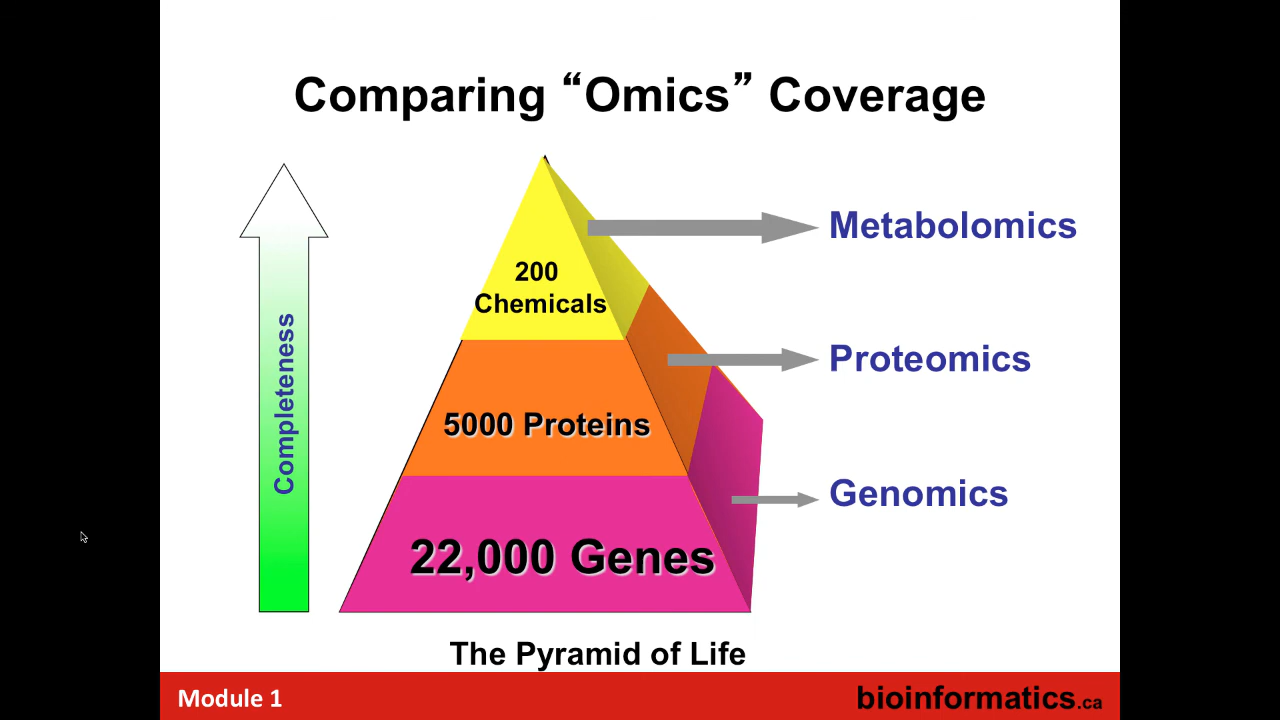 Comparing “Omics” Coverage
Metabolomics
200
Chemicals
Proteomics
Completeness
5000 Proteins
Genomics
22,000 Genes
The Pyramid of Life
Module 1
bioinformatics.ca